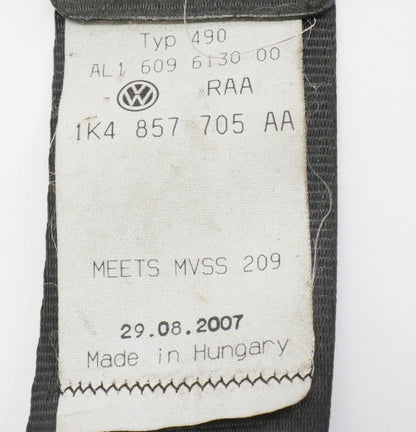 Typ 490
AL1 609 6130 00
RAA
1K4 857 705 AA
MEETS MVSS 209
29.08.2007
Made in Hungary